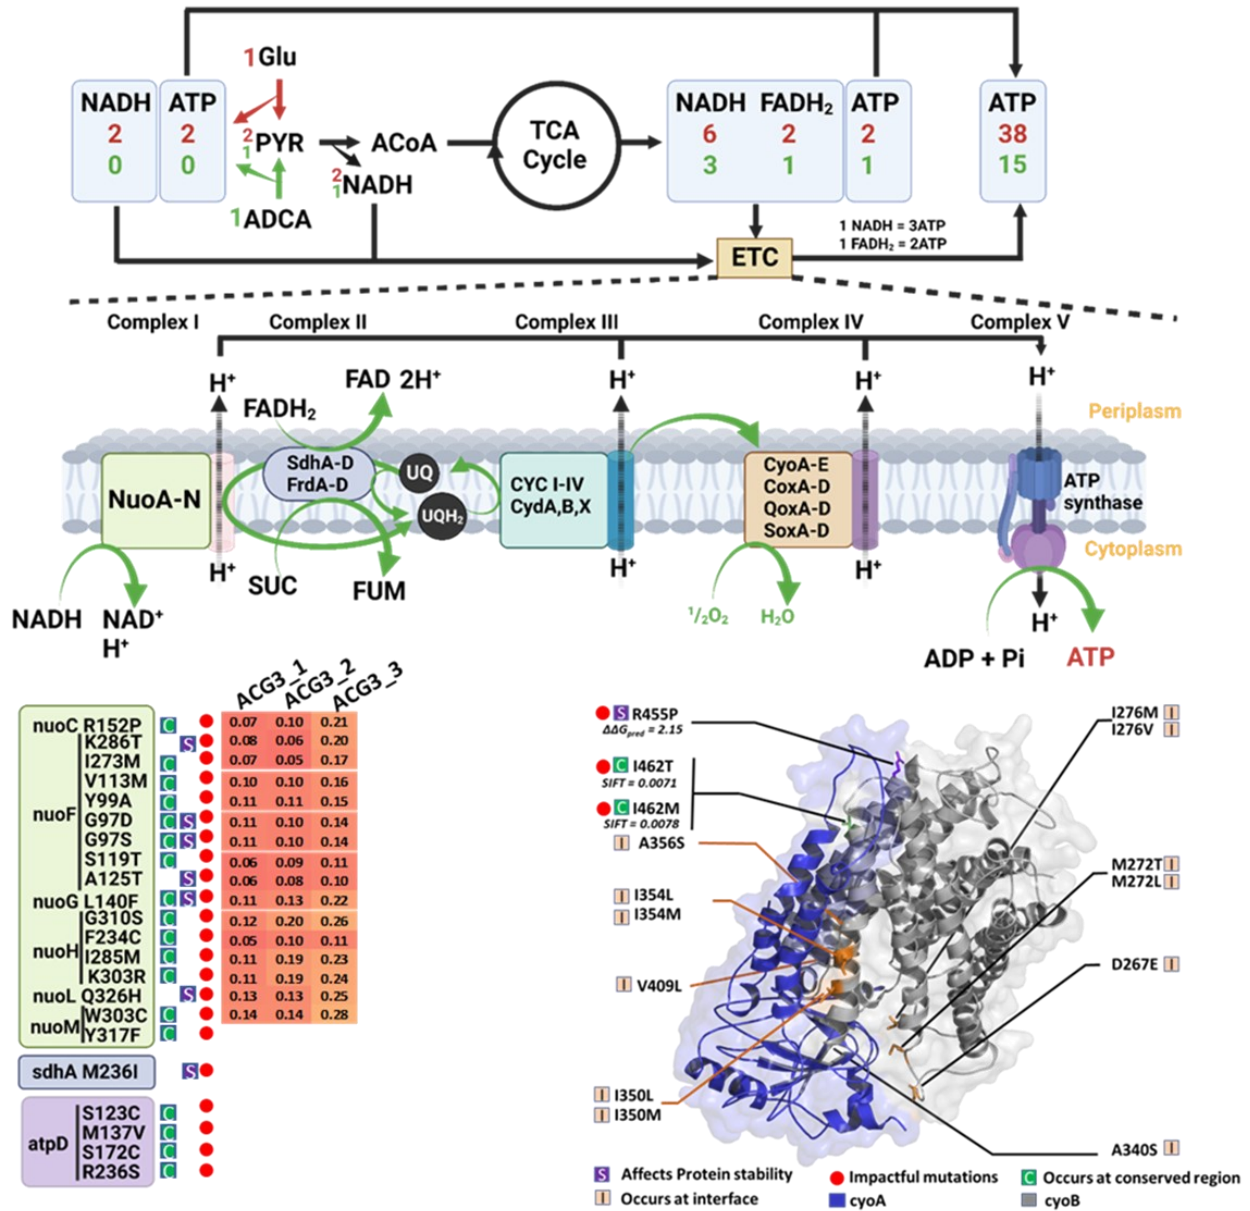 1 Glu
NADH ATP
2 2
0 0
2
1 PYR
ACoA
2
1 NADH
1 ADCA
TCA
Cycle
NADH FADH₂ ATP
6 2 2
3 1 1
ATP
38
15
1 NADH = 3ATP
1 FADH₂ = 2ATP
ETC
Complex I Complex II Complex III Complex IV Complex V
H⁺ FAD 2H⁺ H⁺ H⁺ H⁺
FADH₂
Periplasm
NuoA-N
SdhA-D
FrdA-D
UQ
UQH₂
CYC I-IV
CydA,B,X
CyoA-E
CoxA-D
QoxA-D
SoxA-D
ATP
synthase
Cytoplasm
H⁺ H⁺ H⁺
SUC FUM
NADH NAD⁺
H⁺
¹/₂O₂ H₂O
H⁺
ADP + Pi ATP
ACG3_1 ACG3_2 ACG3_3
nuoC R152P C 0.07 0.10 0.21
K286T S 0.08 0.06 0.20
I273M C 0.07 0.05 0.17
V113M C 0.10 0.10 0.16
Y99A C 0.11 0.11 0.15
nuoF G97D C S 0.11 0.10 0.14
G97S C S 0.11 0.10 0.14
S119T C 0.06 0.09 0.11
A125T S 0.06 0.08 0.10
nuoG L140F C S 0.11 0.13 0.22
G310S C 0.12 0.20 0.26
F234C C 0.05 0.10 0.11
nuoH I285M C 0.11 0.19 0.23
K303R C 0.11 0.19 0.24
nuoL Q326H S 0.13 0.13 0.25
W303C C 0.14 0.14 0.28
nuoM Y317F C
sdhA M236I S
S123C C
atpD M137V C
S172C C
R236S C
S R455P
ΔΔGpred = 2.15
C I462T
SIFT = 0.0071
C I462M
SIFT = 0.0078
I A356S
I I354L
I I354M
I V409L
I I350L
I I350M
I276M I
I276V I
M272T I
M272L I
D267E I
A340S I
S Affects Protein stability
Impactful mutations
C Occurs at conserved region
I Occurs at interface
cyoA
cyoB